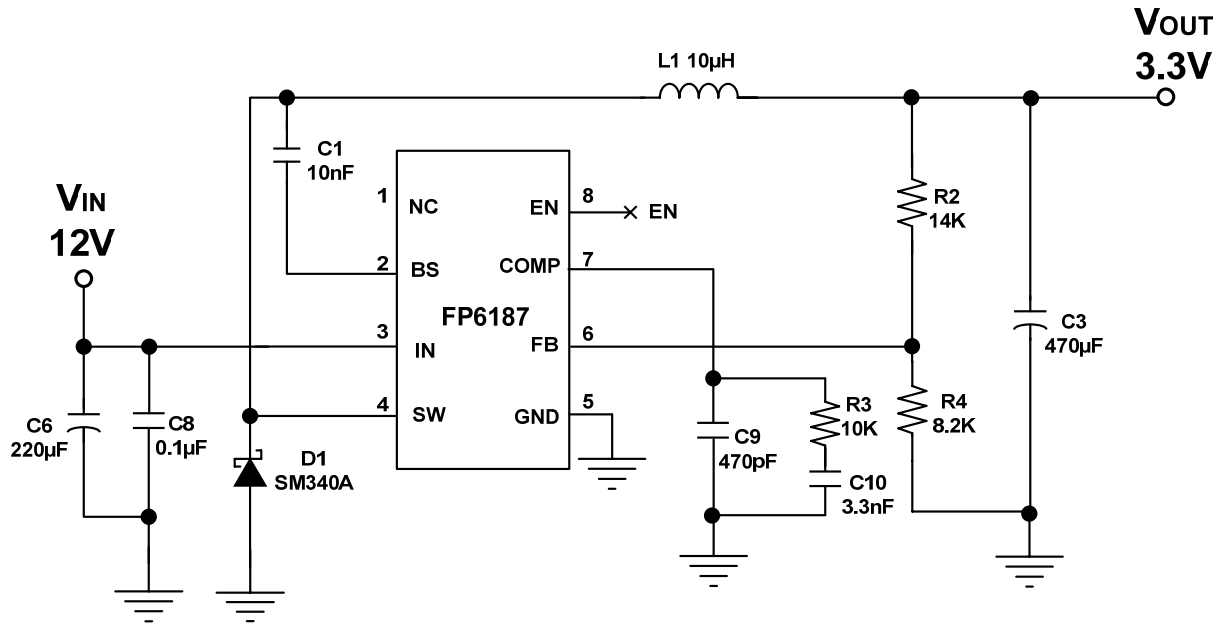 VOUT
3.3V
L1 10µH
C1
10nF
VIN
12V
1
NC
2
BS
3
IN
4
SW
FP6187
8
EN
EN
7
COMP
6
FB
5
GND
R2
14K
C3
470µF
R4
8.2K
R3
10K
C9
470pF
C10
3.3nF
C6
220µF
C8
0.1µF
D1
SM340A